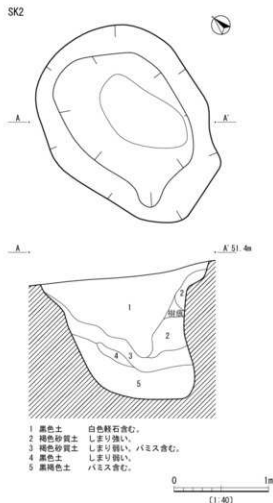 SK2
A A'
A A' 51.4m
1
2
樹根
2
4 3
5
1 黒色土 白色軽石含む。
2 褐色砂質土 しまり強い。
3 褐色砂質土 しまり弱い。パミス含む。
4 黒色土 しまり弱い。
5 黒褐色土 パミス含む。
0 1m
[1:40]